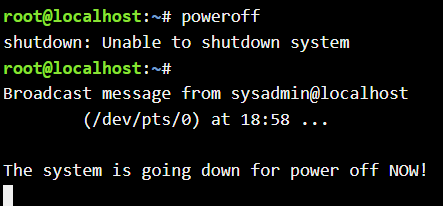 root@localhost:~# poweroff
shutdown: Unable to shutdown system
root@localhost:~#
Broadcast message from sysadmin@localhost
        (/dev/pts/0) at 18:58 ...

The system is going down for power off NOW!